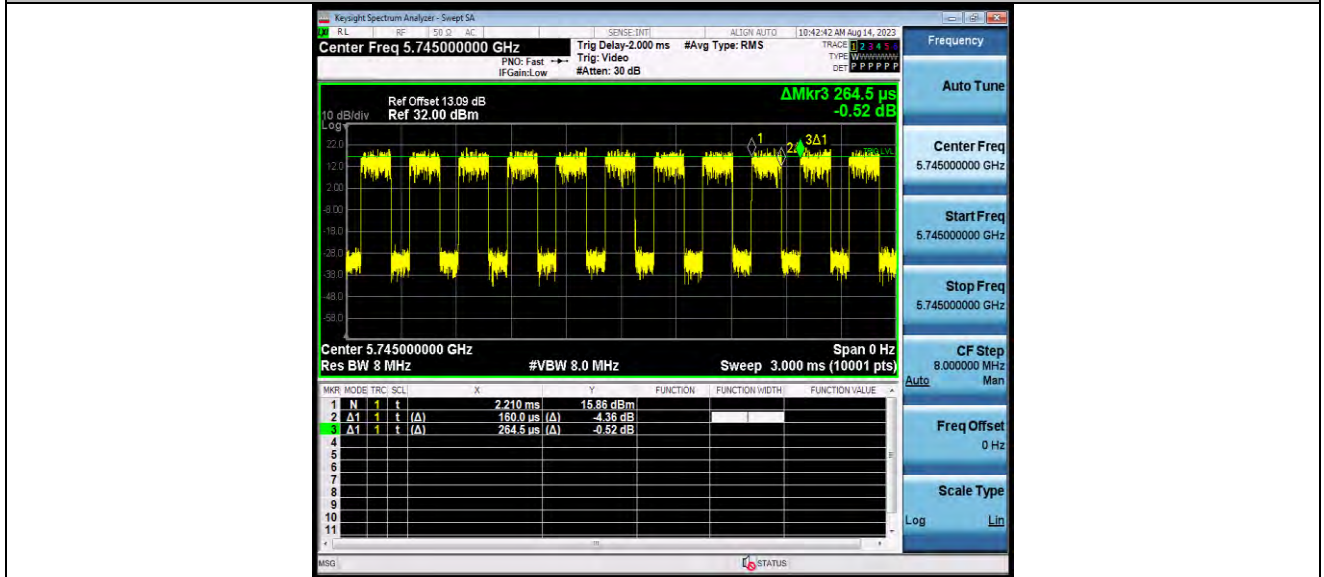 Keysight Spectrum Analyzer - Swept SA
RL RF 50 Ω AC SENSE:INT ALIGN AUTO 10:42:42 AM Aug 14, 2023
Center Freq 5.745000000 GHz
PNO: Fast
IFGain:Low
Trig Delay-2.000 ms
Trig: Video
#Atten: 30 dB
#Avg Type: RMS
TRACE 1 2 3 4 5 6
TYPE WWWWWW
DET P P P P P P
ΔMkr3 264.5 µs
-0.52 dB
Ref Offset 13.09 dB
10 dB/div Ref 32.00 dBm
Log
22.0
12.0
2.00
-8.00
-18.0
-28.0
-38.0
-48.0
-58.0
1
2Δ
3Δ1
TRIG LVL
Center 5.745000000 GHz Span 0 Hz
Res BW 8 MHz #VBW 8.0 MHz Sweep 3.000 ms (10001 pts)
MKR MODE TRC SCL X Y FUNCTION FUNCTION WIDTH FUNCTION VALUE
1 N 1 t 2.210 ms 15.86 dBm
2 Δ1 1 t (Δ) 160.0 µs (Δ) -4.36 dB
3 Δ1 1 t (Δ) 264.5 µs (Δ) -0.52 dB
4
5
6
7
8
9
10
11
MSG STATUS
Frequency
Auto Tune
Center Freq
5.745000000 GHz
Start Freq
5.745000000 GHz
Stop Freq
5.745000000 GHz
CF Step
8.000000 MHz
Auto Man
Freq Offset
0 Hz
Scale Type
Log Lin